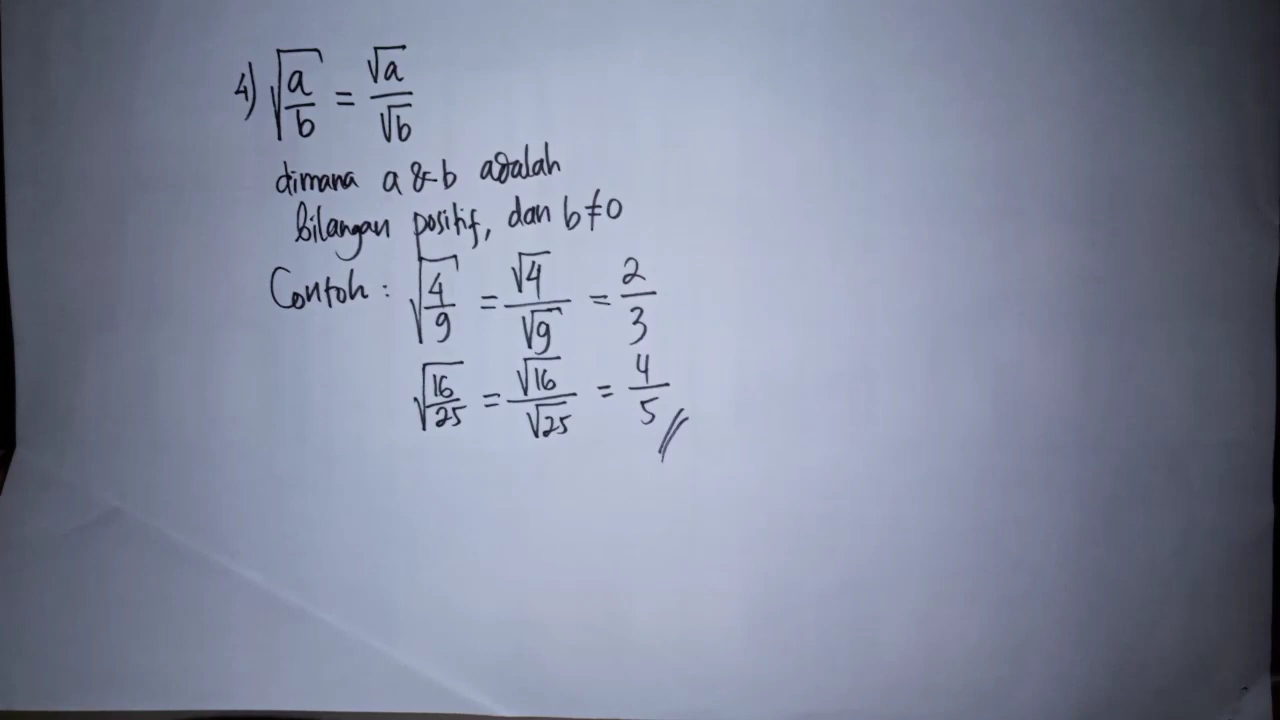 4) √(a/b) = √a/√b
dimana a & b adalah
bilangan positif, dan b≠0
Contoh : √(4/9) = √4/√9 = 2/3
√(16/25) = √16/√25 = 4/5 //